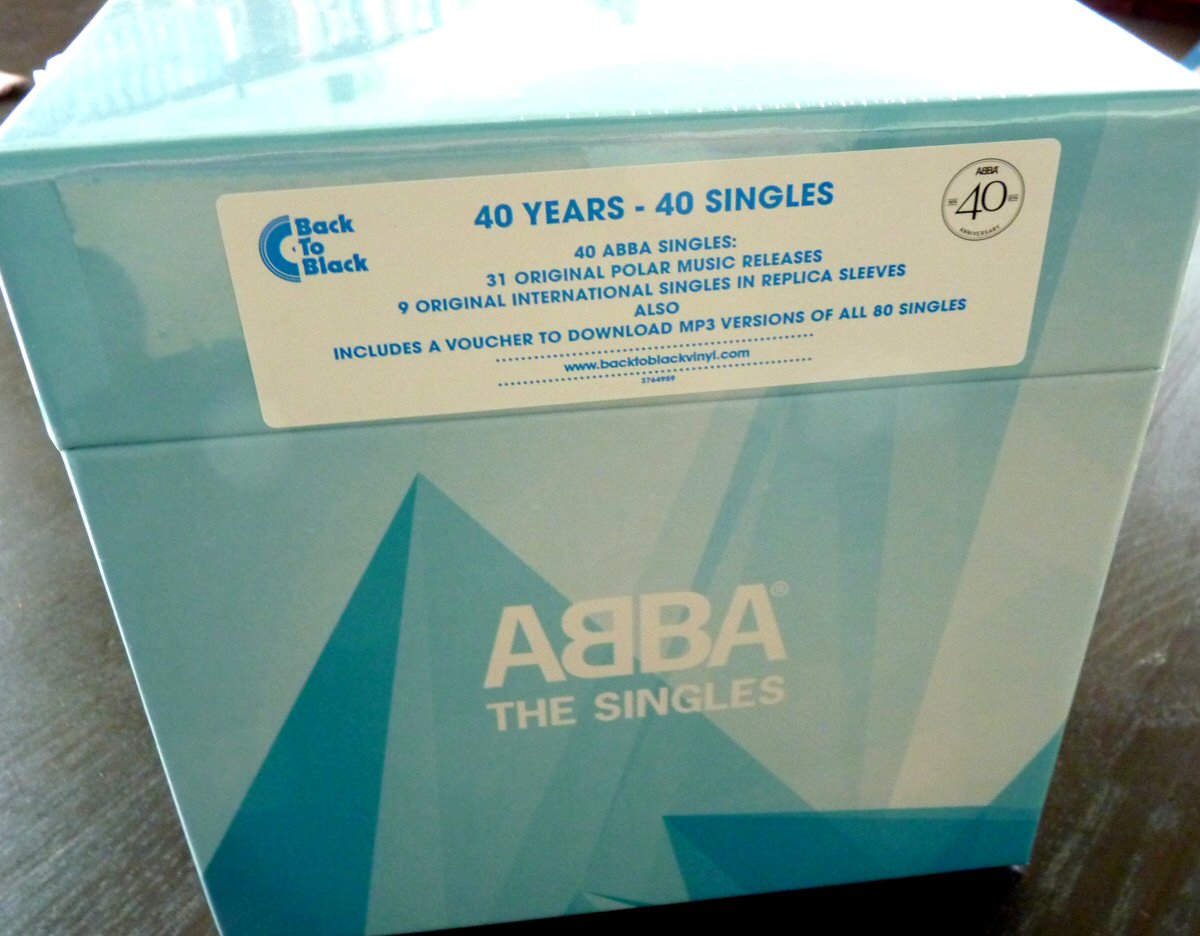 Back
To
Black
40 YEARS - 40 SINGLES
ABBA
40
ANNIVERSARY
40 ABBA SINGLES:
31 ORIGINAL POLAR MUSIC RELEASES
9 ORIGINAL INTERNATIONAL SINGLES IN REPLICA SLEEVES
ALSO
INCLUDES A VOUCHER TO DOWNLOAD MP3 VERSIONS OF ALL 80 SINGLES
www.backtoblackvinyl.com
3764959
ABBA®
THE SINGLES